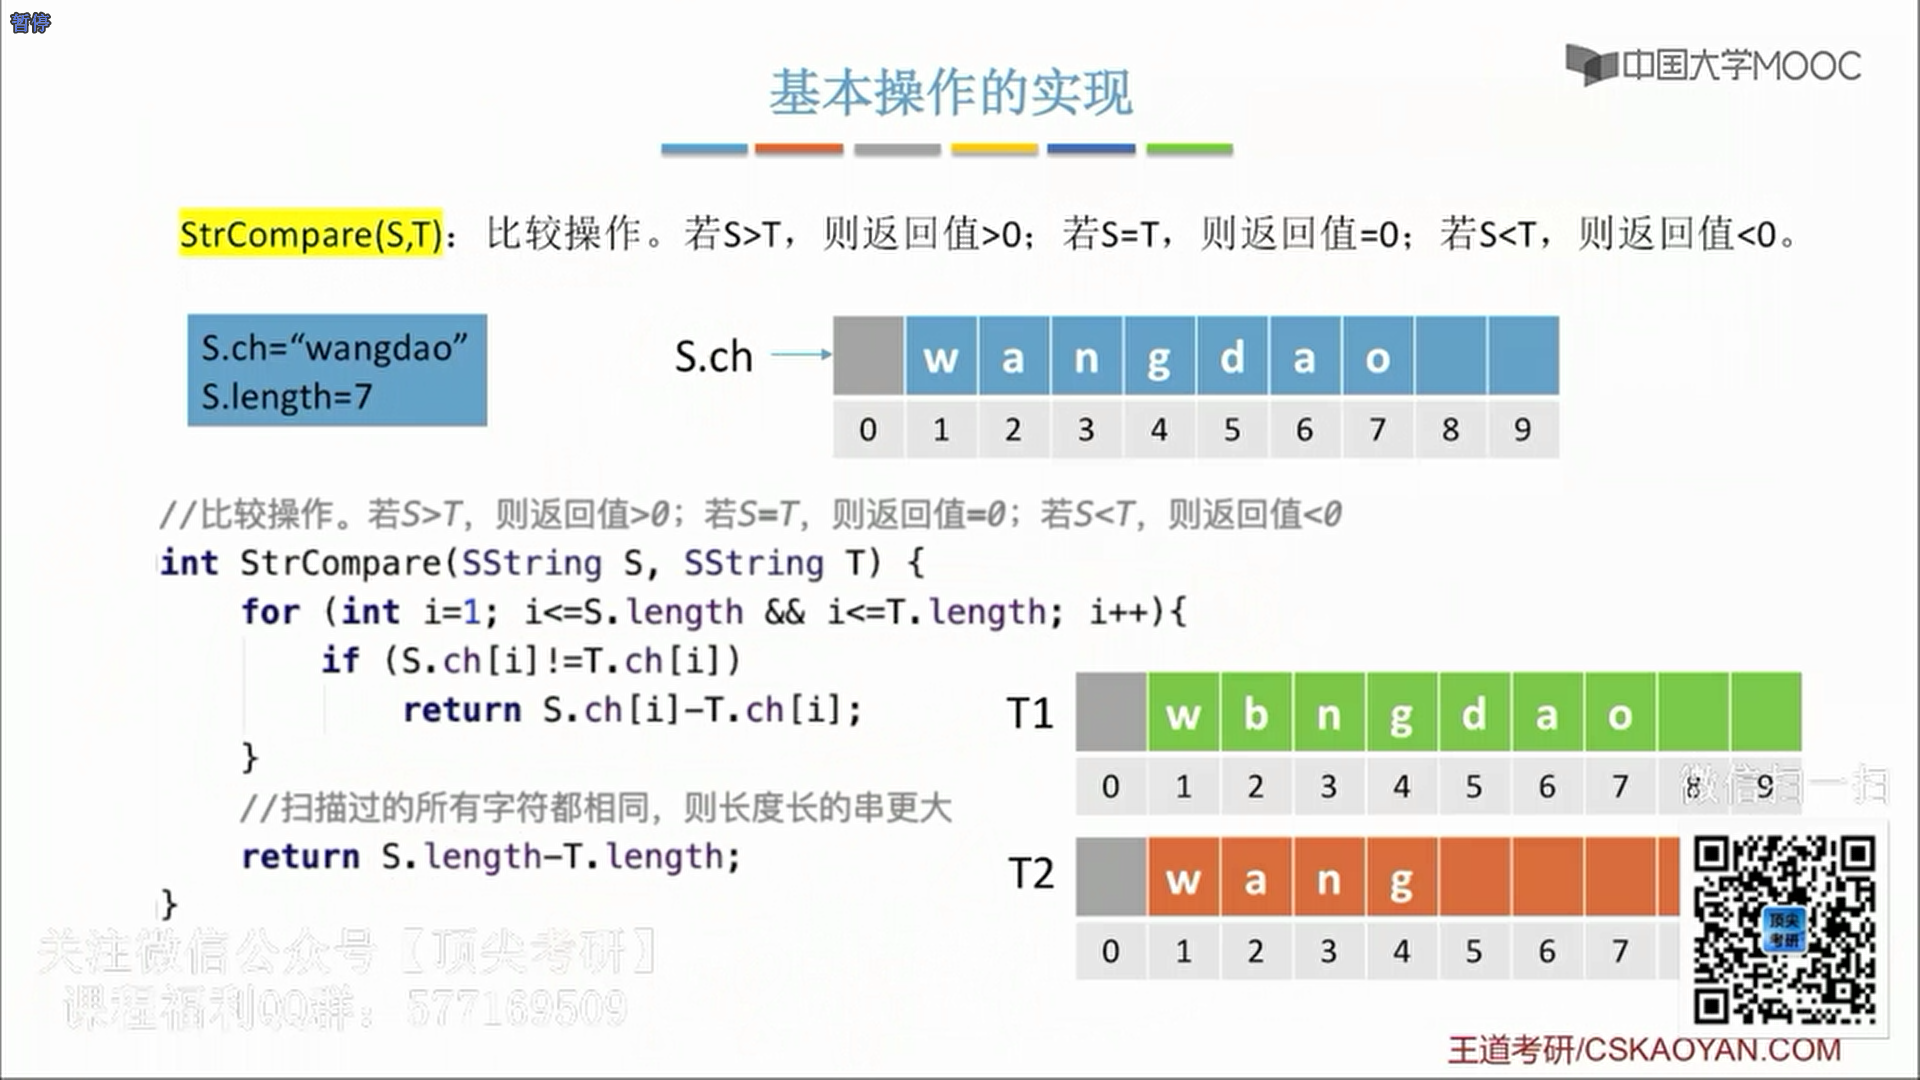 暂停
中国大学MOOC
基本操作的实现
StrCompare(S,T)：比较操作。若S>T，则返回值>0；若S=T，则返回值=0；若S<T，则返回值<0。
S.ch=“wangdao”
S.length=7
S.ch
w a n g d a o
0 1 2 3 4 5 6 7 8 9
//比较操作。若S>T，则返回值>0；若S=T，则返回值=0；若S<T，则返回值<0
int StrCompare(SString S, SString T) {
for (int i=1; i<=S.length && i<=T.length; i++){
if (S.ch[i]!=T.ch[i])
return S.ch[i]-T.ch[i];
}
//扫描过的所有字符都相同，则长度长的串更大
return S.length-T.length;
}
T1
w b n g d a o
0 1 2 3 4 5 6 7 8 9
微信扫一扫
T2
w a n g
0 1 2 3 4 5 6 7
顶尖
考研
关注微信公众号【顶尖考研】
课程福利QQ群：577169509
王道考研/CSKAOYAN.COM